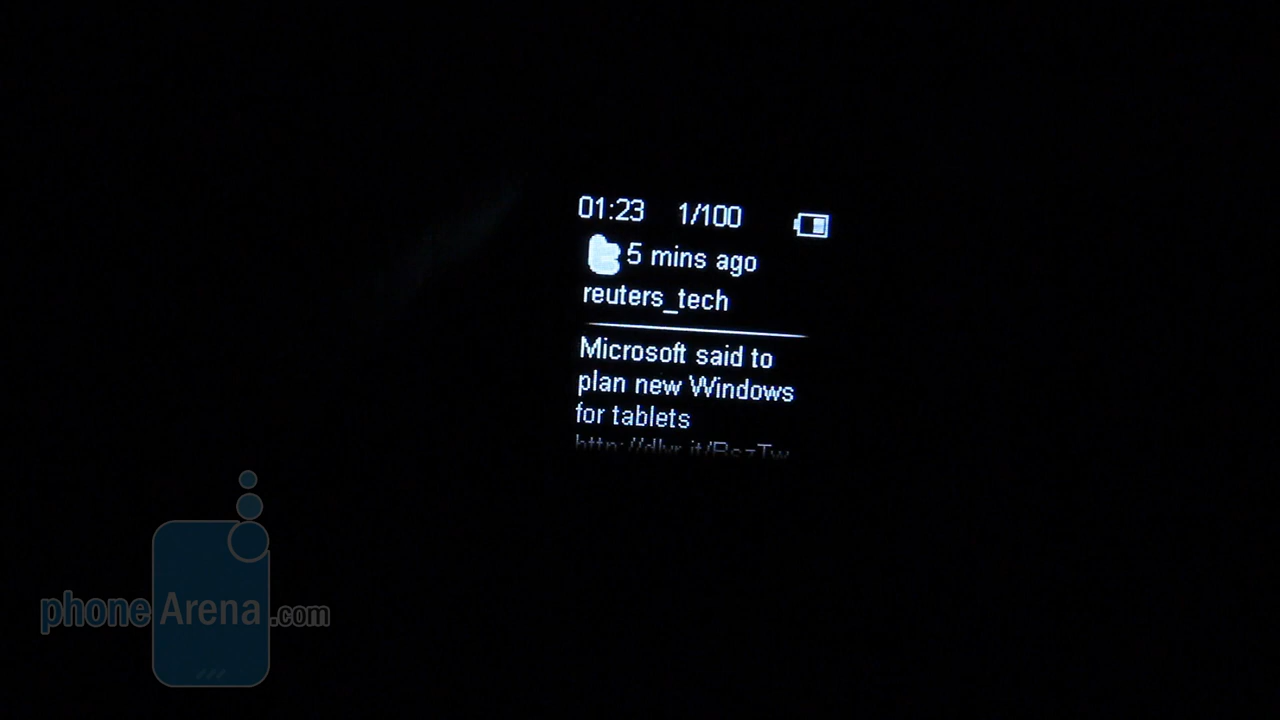 01:23 1/100
5 mins ago
reuters_tech
Microsoft said to
plan new Windows
for tablets
phoneArena.com